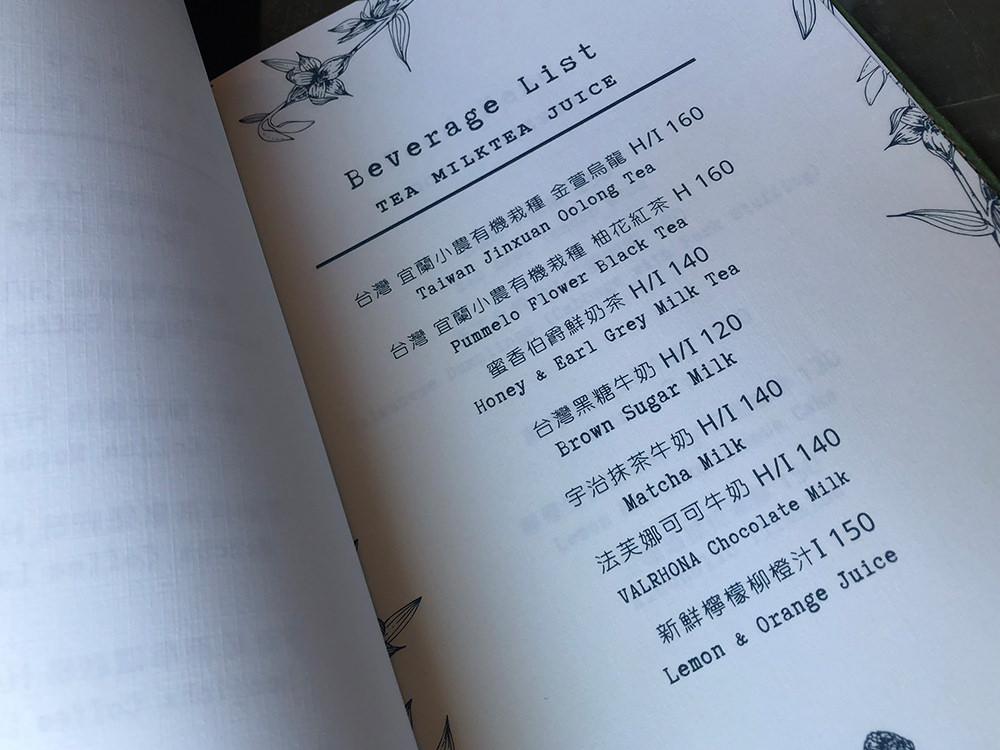 Beverage List
TEA MILKTEA JUICE
台灣 宜蘭小農有機栽種 金萱烏龍 H/I 160
Taiwan Jinxuan Oolong Tea
台灣 宜蘭小農有機栽種 柚花紅茶 H 160
Pummelo Flower Black Tea
蜜香伯爵鮮奶茶 H/I 140
Honey & Earl Grey Milk Tea
台灣黑糖牛奶 H/I 120
Brown Sugar Milk
宇治抹茶牛奶 H/I 140
Matcha Milk
法芙娜可可牛奶 H/I 140
VALRHONA Chocolate Milk
新鮮檸檬柳橙汁 I 150
Lemon & Orange Juice